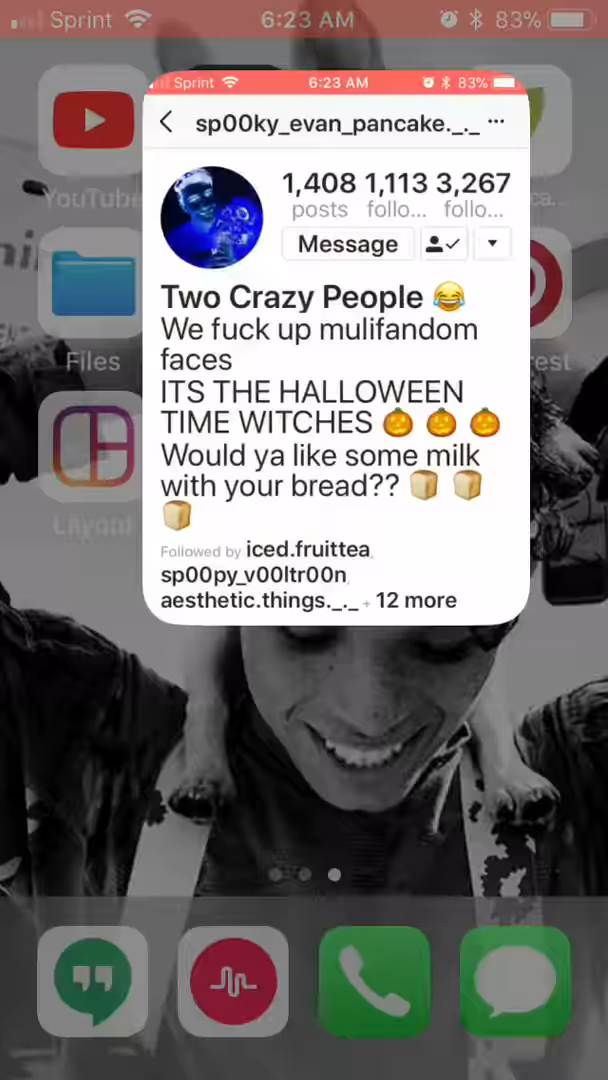 Sprint 6:23 AM 83%
Sprint 6:23 AM 83%
sp00ky_evan_pancake._._ ...
1,408 1,113 3,267
posts follo... follo...
Message
Two Crazy People 😂
We fuck up mulifandom
faces
ITS THE HALLOWEEN
TIME WITCHES 🎃 🎃 🎃
Would ya like some milk
with your bread?? 🍞 🍞
🍞
Followed by iced.fruittea,
sp00py_v00ltr00n,
aesthetic.things._._ + 12 more
YouTube
Files
Layout